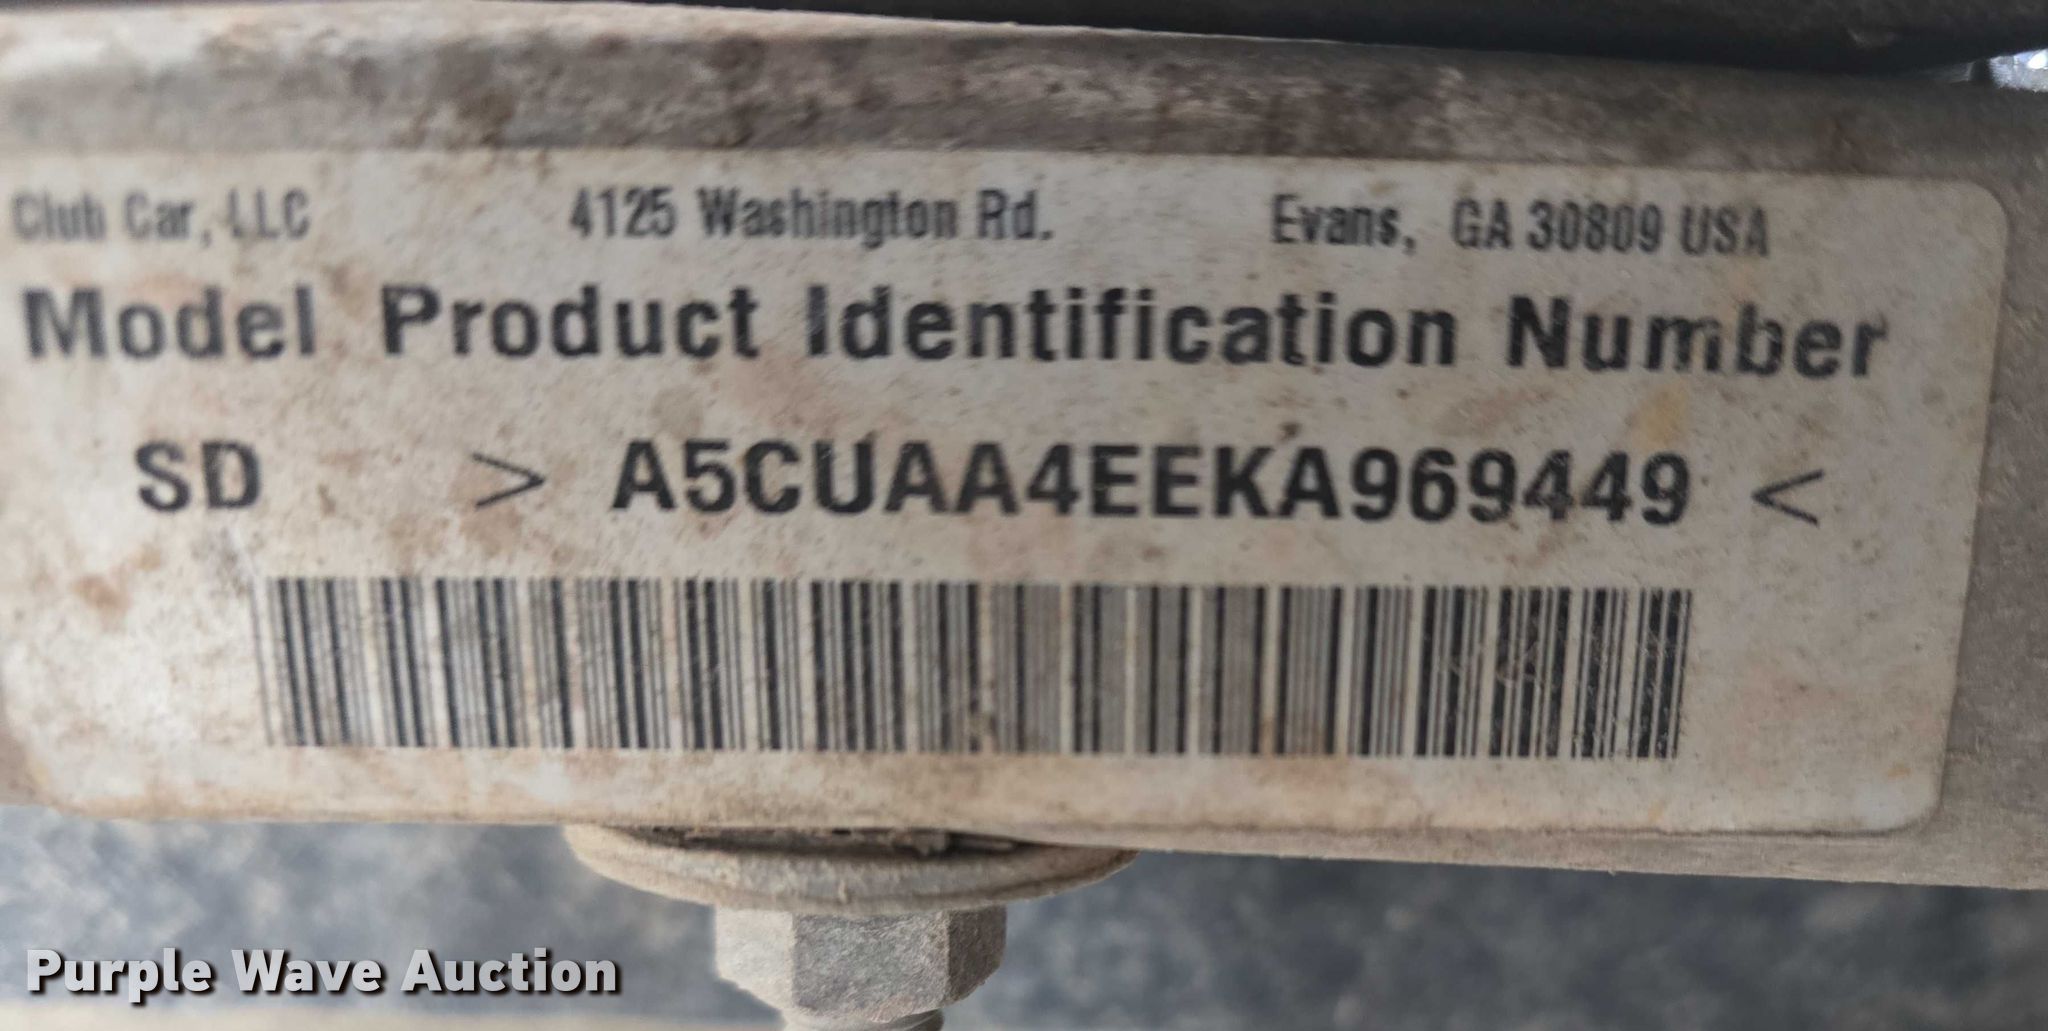 Club Car, LLC 4125 Washington Rd. Evans, GA 30809 USA
Model Product Identification Number
SD > A5CUAA4EEKA969449 <
Purple Wave Auction